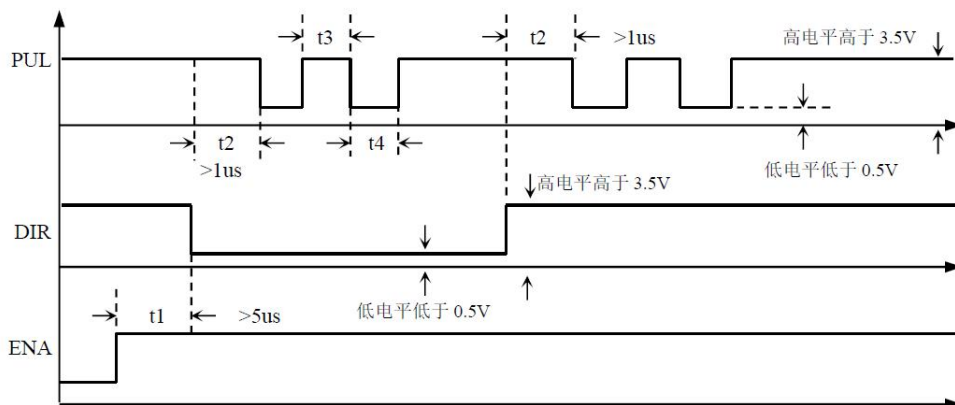 t3
t2
>1us
高电平高于 3.5V
PUL
t2
t4
>1us
低电平低于 0.5V
高电平高于 3.5V
DIR
低电平低于 0.5V
t1
>5us
ENA